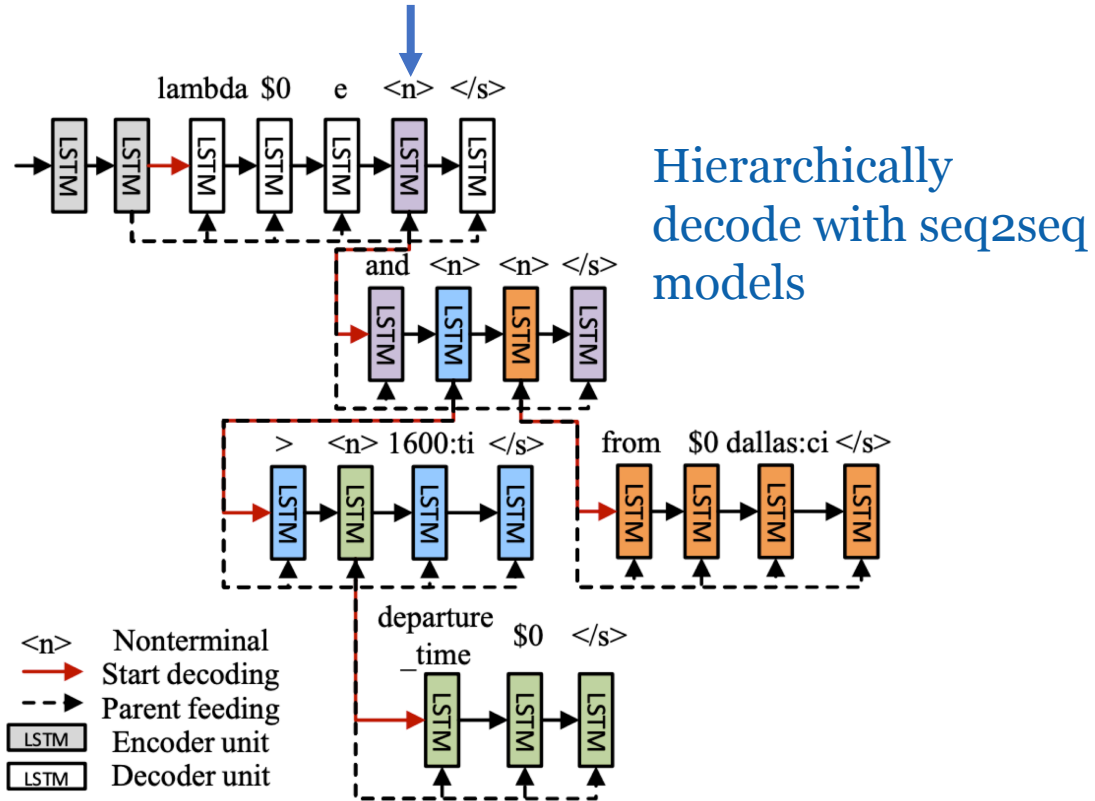 lambda $0 e <n> </s>
LSTM LSTM LSTM LSTM LSTM LSTM LSTM
Hierarchically
decode with seq2seq
models
and <n> <n> </s>
LSTM LSTM LSTM LSTM
> <n> 1600:ti </s>
LSTM LSTM LSTM LSTM
from $0 dallas:ci </s>
LSTM LSTM LSTM LSTM
departure
_time $0 </s>
LSTM LSTM LSTM
<n> Nonterminal
Start decoding
Parent feeding
LSTM Encoder unit
LSTM Decoder unit